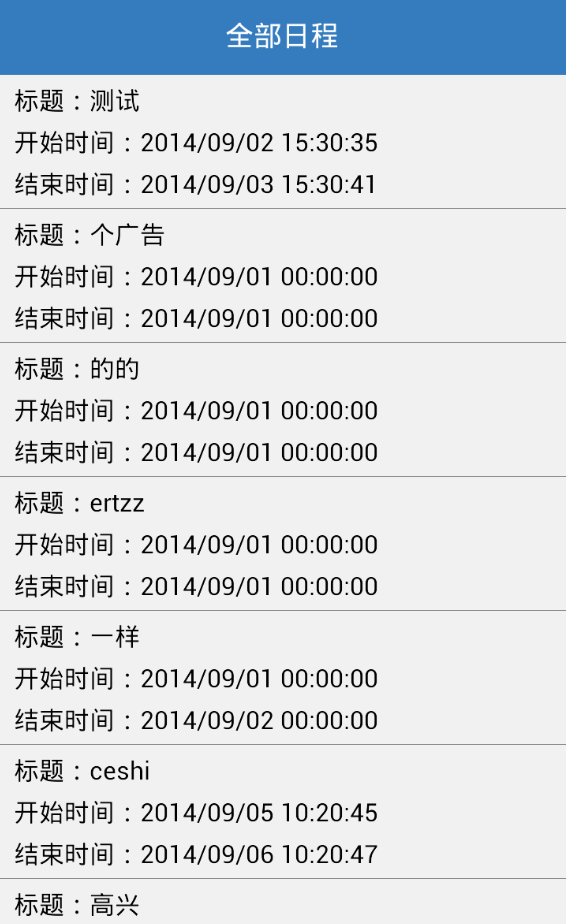 全部日程
标题：测试
开始时间：2014/09/02 15:30:35
结束时间：2014/09/03 15:30:41
标题：个广告
开始时间：2014/09/01 00:00:00
结束时间：2014/09/01 00:00:00
标题：的的
开始时间：2014/09/01 00:00:00
结束时间：2014/09/01 00:00:00
标题：ertzz
开始时间：2014/09/01 00:00:00
结束时间：2014/09/01 00:00:00
标题：一样
开始时间：2014/09/01 00:00:00
结束时间：2014/09/02 00:00:00
标题：ceshi
开始时间：2014/09/05 10:20:45
结束时间：2014/09/06 10:20:47
标题：高兴